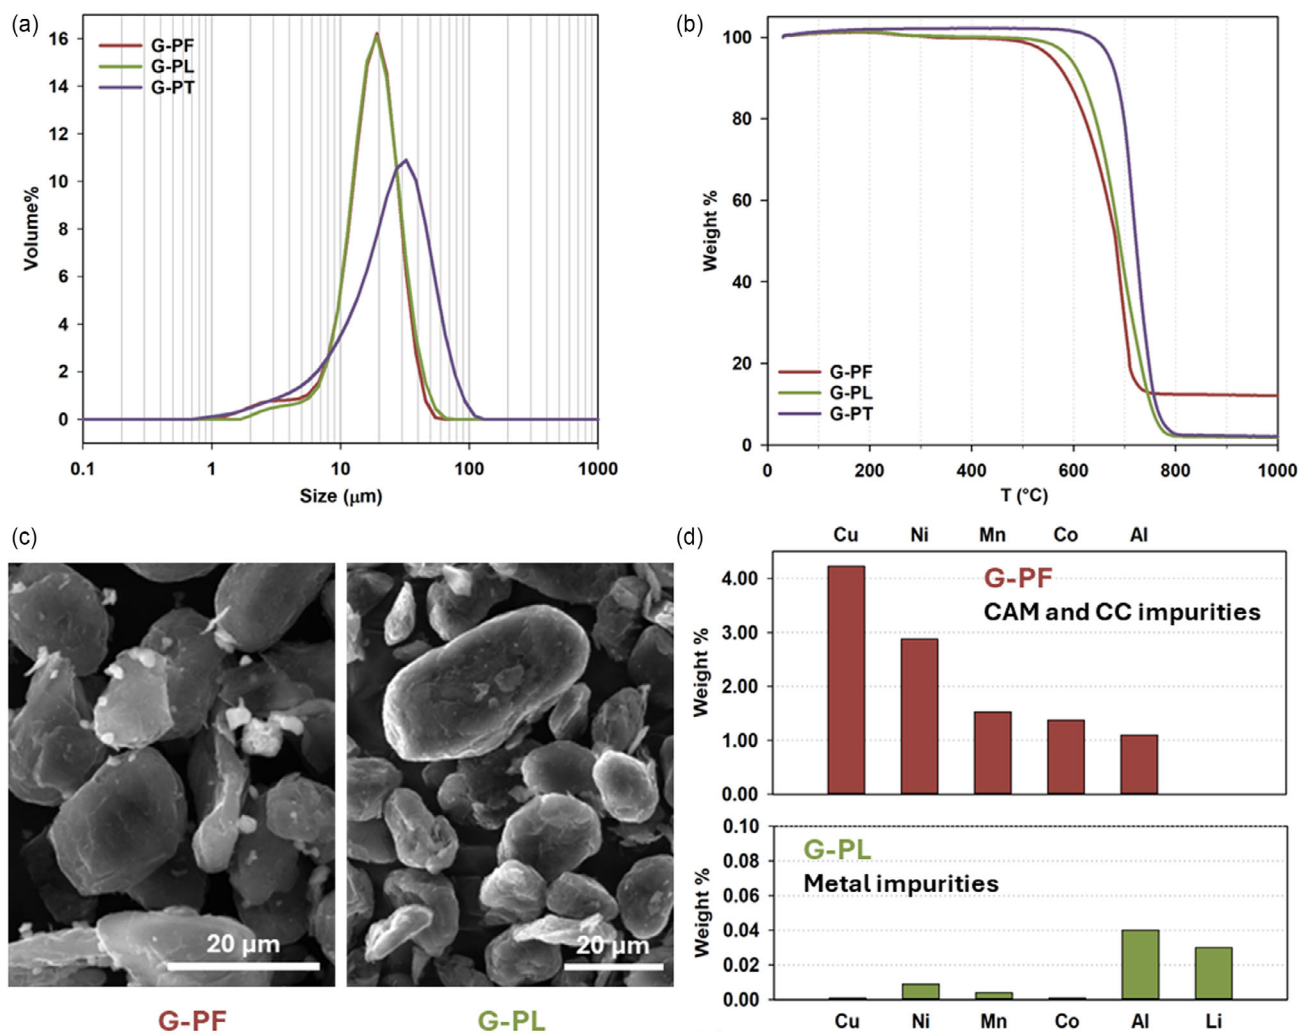 (a)
16
14
12
10
8
6
4
2
0
Volume%
G-PF
G-PL
G-PT
0.1
1
10
100
1000
Size (μm)
(b)
100
80
60
40
20
0
Weight %
G-PF
G-PL
G-PT
0
200
400
600
800
1000
T (°C)
(c)
20 μm
20 μm
G-PF
G-PL
(d)
Cu Ni Mn Co Al
4.00
3.00
2.00
1.00
0.00
Weight %
G-PF
CAM and CC impurities
0.10
0.08
0.06
0.04
0.02
0.00
Weight %
G-PL
Metal impurities
Cu Ni Mn Co Al Li